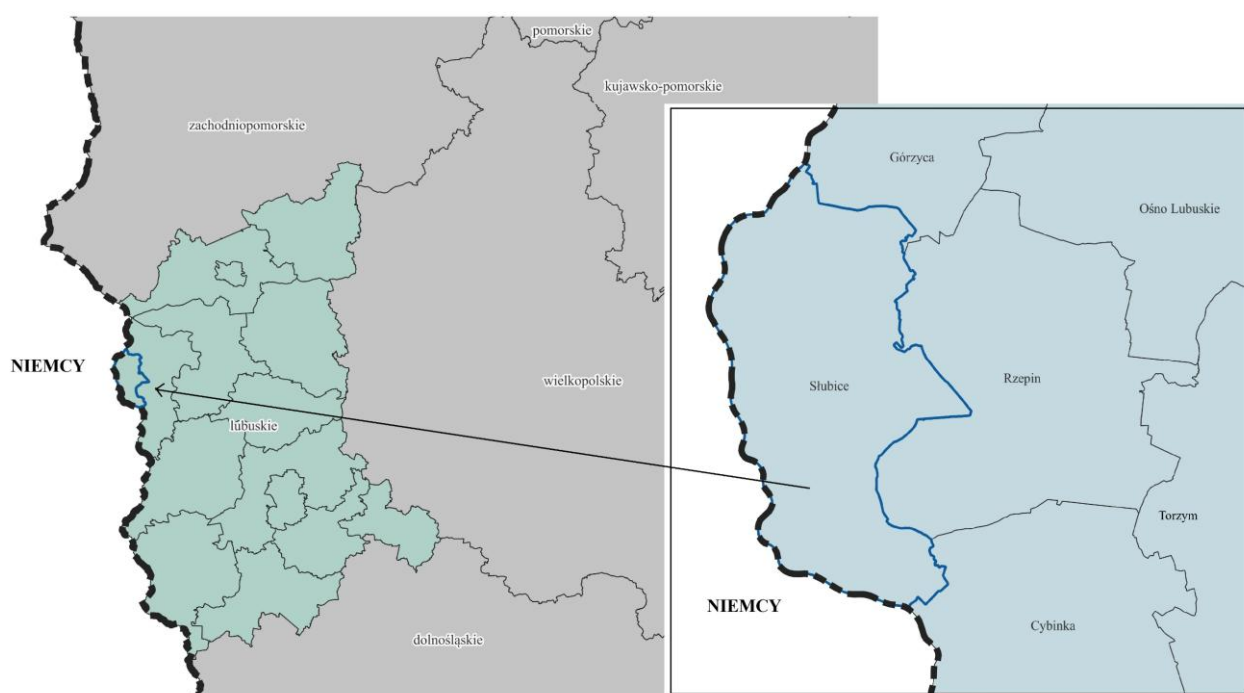 pomorskie
kujawsko-pomorskie
zachodniopomorskie
NIEMCY
wielkopolskie
lubuskie
dolnośląskie
Górzyca
Ośno Lubuskie
Słubice
Rzepin
Torzym
NIEMCY
Cybinka